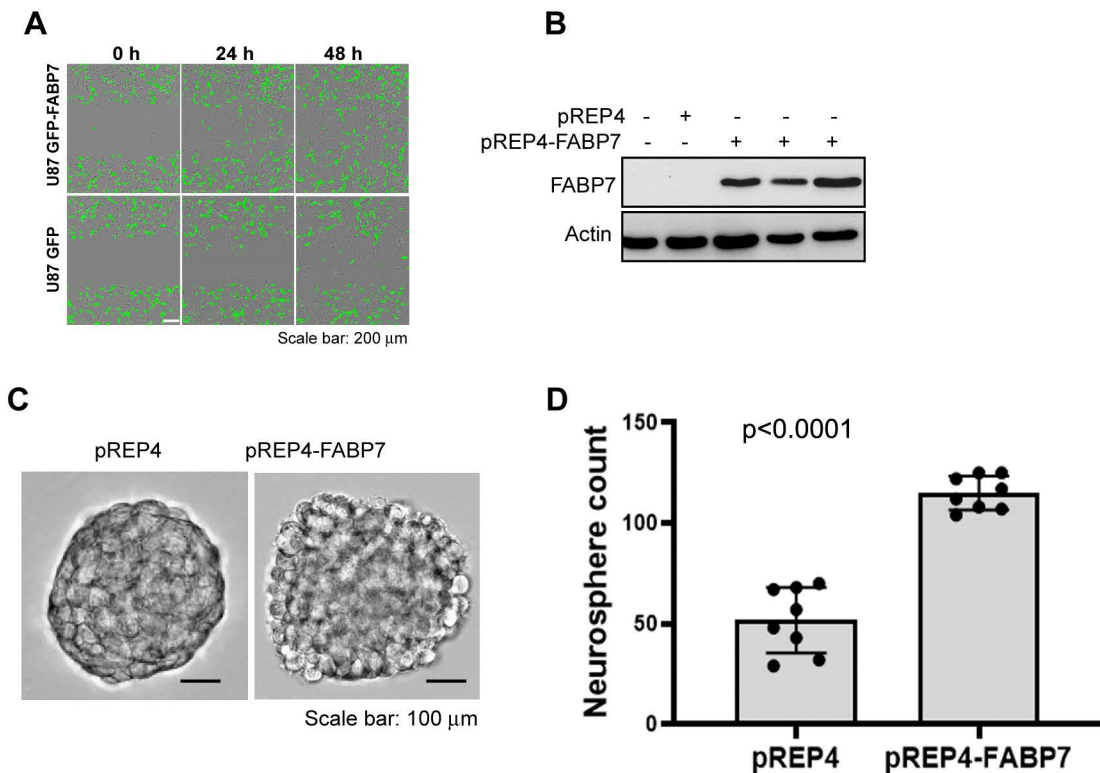 A
0 h 24 h 48 h
U87 GFP-FABP7
U87 GFP
Scale bar: 200 μm
B
pREP4 - + - - -
pREP4-FABP7 - - + + +
FABP7
Actin
C
pREP4 pREP4-FABP7
Scale bar: 100 μm
D
p<0.0001
Neurosphere count
150
100
50
0
pREP4 pREP4-FABP7